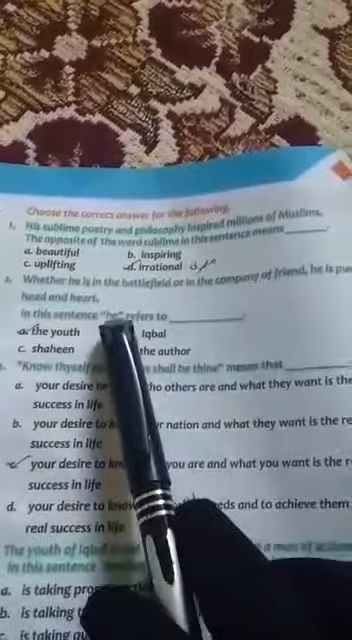 Choose the correct answer for the following.
1. His sublime poetry and philosophy inspired millions of Muslims.
The opposite of the word sublime in this sentence means ______.
a. beautiful b. inspiring
c. uplifting d. irrational
2. Whether he is in the battlefield or in the company of friend, he is
head and heart.
In this sentence "he" refers to ______.
a. the youth Iqbal
c. shaheen the author
"Know thyself shall be thine" means that ______
a. your desire to who others are and what they want is the
success in life
b. your desire to nation and what they want is the
success in life
your desire to you are and what you want is the
success in life
d. your desire to know and to achieve them
real success in life
The youth of Iqbal a man of
In this sentence
a. is taking
b. is talking
c. is taking